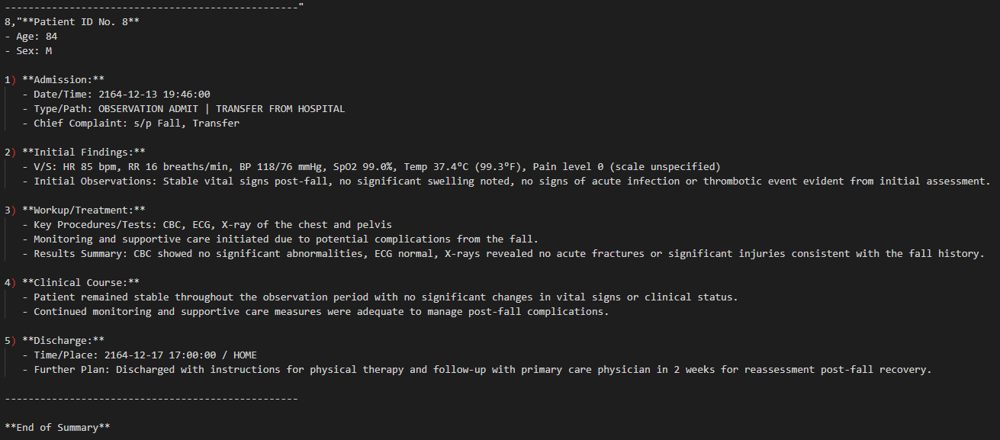 --------------------------------------------------"
8,"**Patient ID No. 8**
- Age: 84
- Sex: M
1) **Admission:**
- Date/Time: 2164-12-13 19:46:00
- Type/Path: OBSERVATION ADMIT | TRANSFER FROM HOSPITAL
- Chief Complaint: s/p Fall, Transfer
2) **Initial Findings:**
- V/S: HR 85 bpm, RR 16 breaths/min, BP 118/76 mmHg, SpO2 99.0%, Temp 37.4°C (99.3°F), Pain level 0 (scale unspecified)
- Initial Observations: Stable vital signs post-fall, no significant swelling noted, no signs of acute infection or thrombotic event evident from initial assessment.
3) **Workup/Treatment:**
- Key Procedures/Tests: CBC, ECG, X-ray of the chest and pelvis
- Monitoring and supportive care initiated due to potential complications from the fall.
- Results Summary: CBC showed no significant abnormalities, ECG normal, X-rays revealed no acute fractures or significant injuries consistent with the fall history.
4) **Clinical Course:**
- Patient remained stable throughout the observation period with no significant changes in vital signs or clinical status.
- Continued monitoring and supportive care measures were adequate to manage post-fall complications.
5) **Discharge:**
- Time/Place: 2164-12-17 17:00:00 / HOME
- Further Plan: Discharged with instructions for physical therapy and follow-up with primary care physician in 2 weeks for reassessment post-fall recovery.
--------------------------------------------------
**End of Summary**